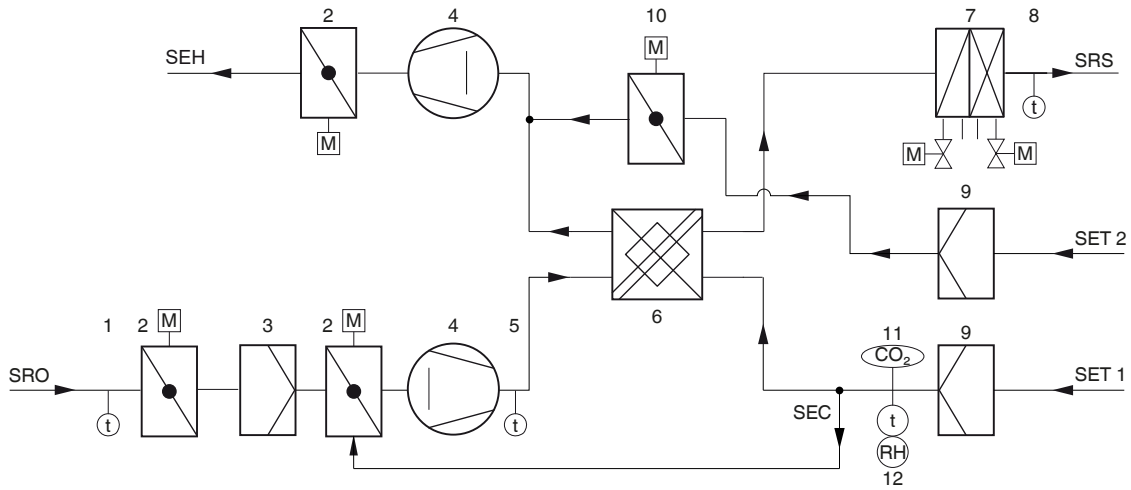 2 4 10 7 8
M
SEH SRS
t
M M M
9
SET 2
6
1 2 M 3 2 M 4 5 11 9
CO2
SRO SET 1
SEC
t t t
RH
12